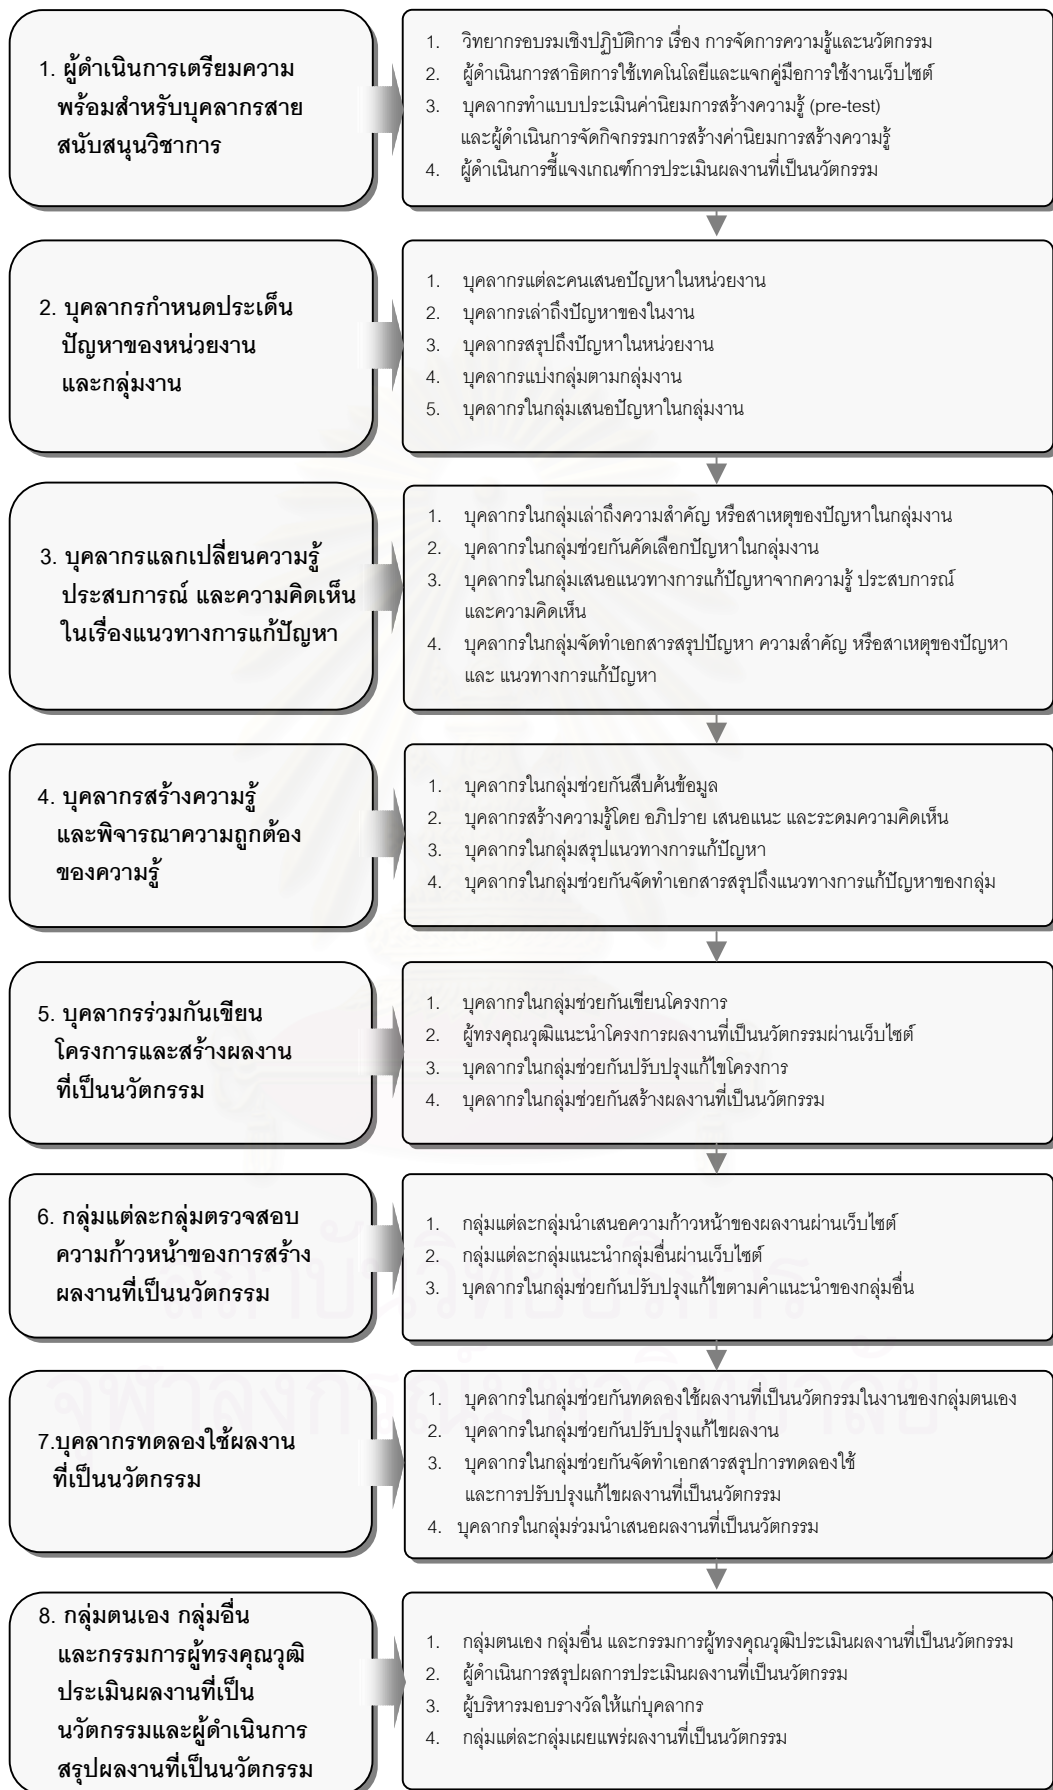 1. ผู้ดำเนินการเตรียมความ
พร้อมสำหรับบุคลากรสาย
สนับสนุนวิชาการ
1. วิทยากรอบรมเชิงปฏิบัติการ เรื่อง การจัดการความรู้และนวัตกรรม
2. ผู้ดำเนินการสาธิตการใช้เทคโนโลยีและแจกคู่มือการใช้งานเว็บไซต์
3. บุคลากรทำแบบประเมินค่านิยมการสร้างความรู้ (pre-test)
และผู้ดำเนินการจัดกิจกรรมการสร้างค่านิยมการสร้างความรู้
4. ผู้ดำเนินการชี้แจงเกณฑ์การประเมินผลงานที่เป็นนวัตกรรม
2. บุคลากรกำหนดประเด็น
ปัญหาของหน่วยงาน
และกลุ่มงาน
1. บุคลากรแต่ละคนเสนอปัญหาในหน่วยงาน
2. บุคลากรเล่าถึงปัญหาของในงาน
3. บุคลากรสรุปถึงปัญหาในหน่วยงาน
4. บุคลากรแบ่งกลุ่มตามกลุ่มงาน
5. บุคลากรในกลุ่มเสนอปัญหาในกลุ่มงาน
3. บุคลากรแลกเปลี่ยนความรู้
ประสบการณ์ และความคิดเห็น
ในเรื่องแนวทางการแก้ปัญหา
1. บุคลากรในกลุ่มเล่าถึงความสำคัญ หรือสาเหตุของปัญหาในกลุ่มงาน
2. บุคลากรในกลุ่มช่วยกันคัดเลือกปัญหาในกลุ่มงาน
3. บุคลากรในกลุ่มเสนอแนวทางการแก้ปัญหาจากความรู้ ประสบการณ์
และความคิดเห็น
4. บุคลากรในกลุ่มจัดทำเอกสารสรุปปัญหา ความสำคัญ หรือสาเหตุของปัญหา
และ แนวทางการแก้ปัญหา
4. บุคลากรสร้างความรู้
และพิจารณาความถูกต้อง
ของความรู้
1. บุคลากรในกลุ่มช่วยกันสืบค้นข้อมูล
2. บุคลากรสร้างความรู้โดย อภิปราย เสนอแนะ และระดมความคิดเห็น
3. บุคลากรในกลุ่มสรุปแนวทางการแก้ปัญหา
4. บุคลากรในกลุ่มช่วยกันจัดทำเอกสารสรุปถึงแนวทางการแก้ปัญหาของกลุ่ม
5. บุคลากรร่วมกันเขียน
โครงการและสร้างผลงาน
ที่เป็นนวัตกรรม
1. บุคลากรในกลุ่มช่วยกันเขียนโครงการ
2. ผู้ทรงคุณวุฒิแนะนำโครงการผลงานที่เป็นนวัตกรรมผ่านเว็บไซต์
3. บุคลากรในกลุ่มช่วยกันปรับปรุงแก้ไขโครงการ
4. บุคลากรในกลุ่มช่วยกันสร้างผลงานที่เป็นนวัตกรรม
6. กลุ่มแต่ละกลุ่มตรวจสอบ
ความก้าวหน้าของการสร้าง
ผลงานที่เป็นนวัตกรรม
1. กลุ่มแต่ละกลุ่มนำเสนอความก้าวหน้าของผลงานผ่านเว็บไซต์
2. กลุ่มแต่ละกลุ่มแนะนำกลุ่มอื่นผ่านเว็บไซต์
3. บุคลากรในกลุ่มช่วยกันปรับปรุงแก้ไขตามคำแนะนำของกลุ่มอื่น
สถาบันวิทยบริการ
จุฬาลงกรณ์มหาวิทยาลัย
7.บุคลากรทดลองใช้ผลงาน
ที่เป็นนวัตกรรม
1. บุคลากรในกลุ่มช่วยกันทดลองใช้ผลงานที่เป็นนวัตกรรมในงานของกลุ่มตนเอง
2. บุคลากรในกลุ่มช่วยกันปรับปรุงแก้ไขผลงาน
3. บุคลากรในกลุ่มช่วยกันจัดทำเอกสารสรุปการทดลองใช้
และการปรับปรุงแก้ไขผลงานที่เป็นนวัตกรรม
4. บุคลากรในกลุ่มร่วมนำเสนอผลงานที่เป็นนวัตกรรม
8. กลุ่มตนเอง กลุ่มอื่น
และกรรมการผู้ทรงคุณวุฒิ
ประเมินผลงานที่เป็น
นวัตกรรมและผู้ดำเนินการ
สรุปผลงานที่เป็นนวัตกรรม
1. กลุ่มตนเอง กลุ่มอื่น และกรรมการผู้ทรงคุณวุฒิประเมินผลงานที่เป็นนวัตกรรม
2. ผู้ดำเนินการสรุปผลการประเมินผลงานที่เป็นนวัตกรรม
3. ผู้บริหารมอบรางวัลให้แก่บุคลากร
4. กลุ่มแต่ละกลุ่มเผยแพร่ผลงานที่เป็นนวัตกรรม